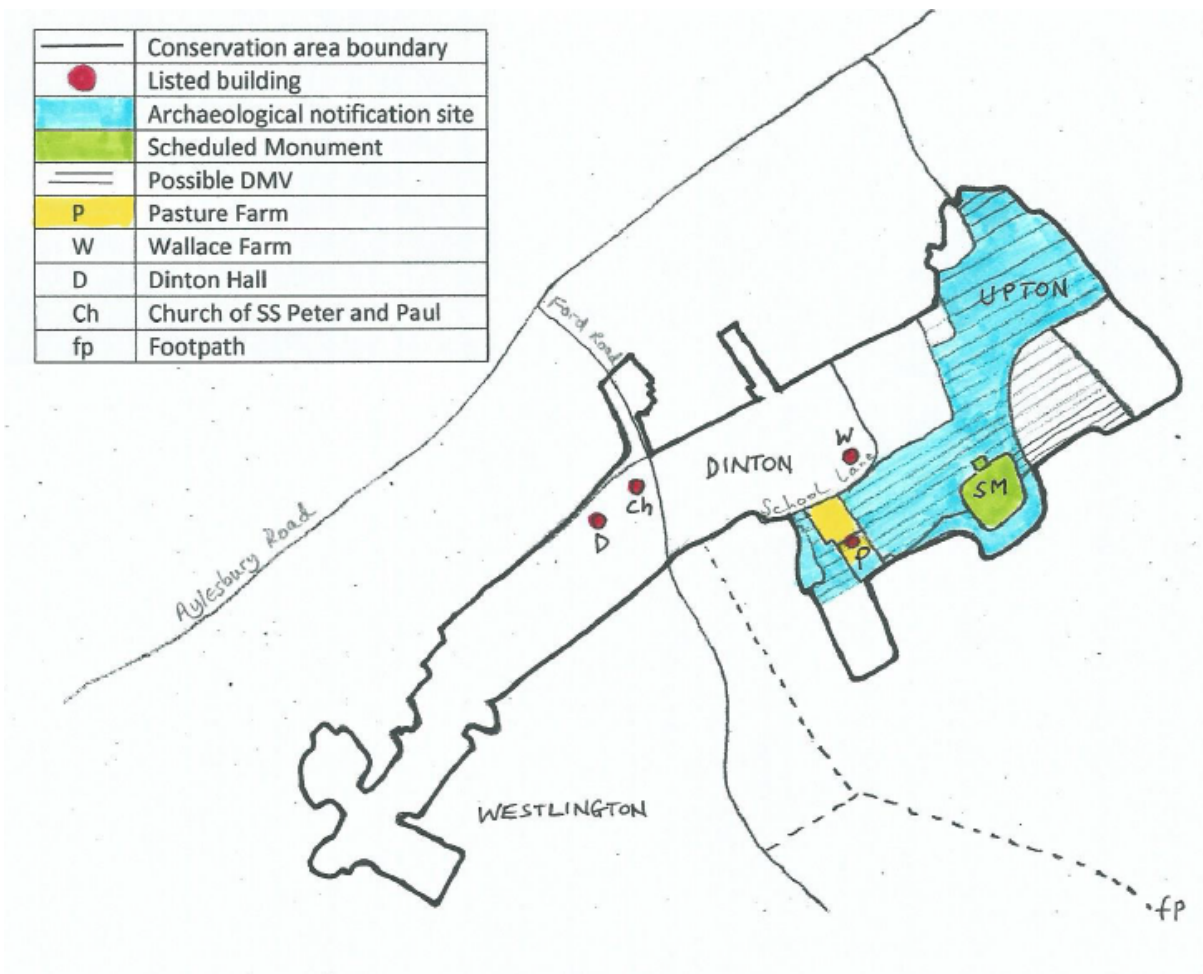 Conservation area boundary
Listed building
Archaeological notification site
Scheduled Monument
Possible DMV
P Pasture Farm
W Wallace Farm
D Dinton Hall
Ch Church of SS Peter and Paul
fp Footpath
Ford Road
UPTON
W
DINTON
School Lane
SM
Ch
D
P
Aylesbury Road
WESTLINGTON
fp